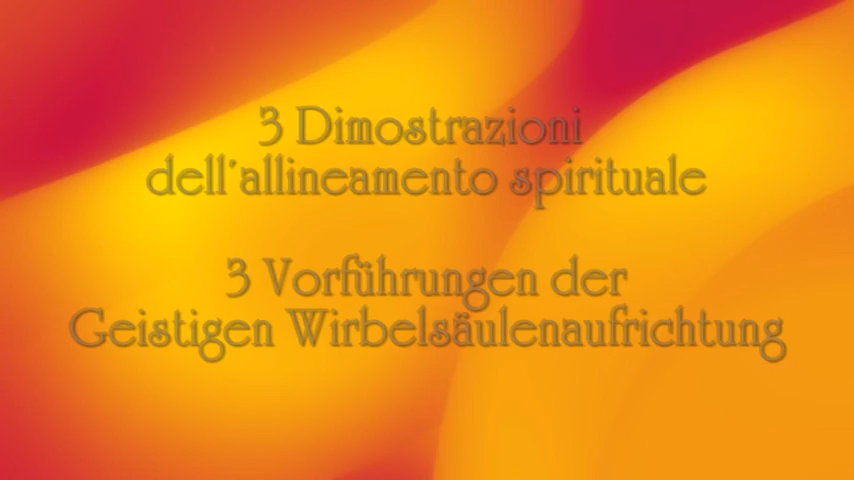 3 Dimostrazioni
dell´allineamento spirituale
3 Vorführungen der
Geistigen Wirbelsäulenaufrichtung